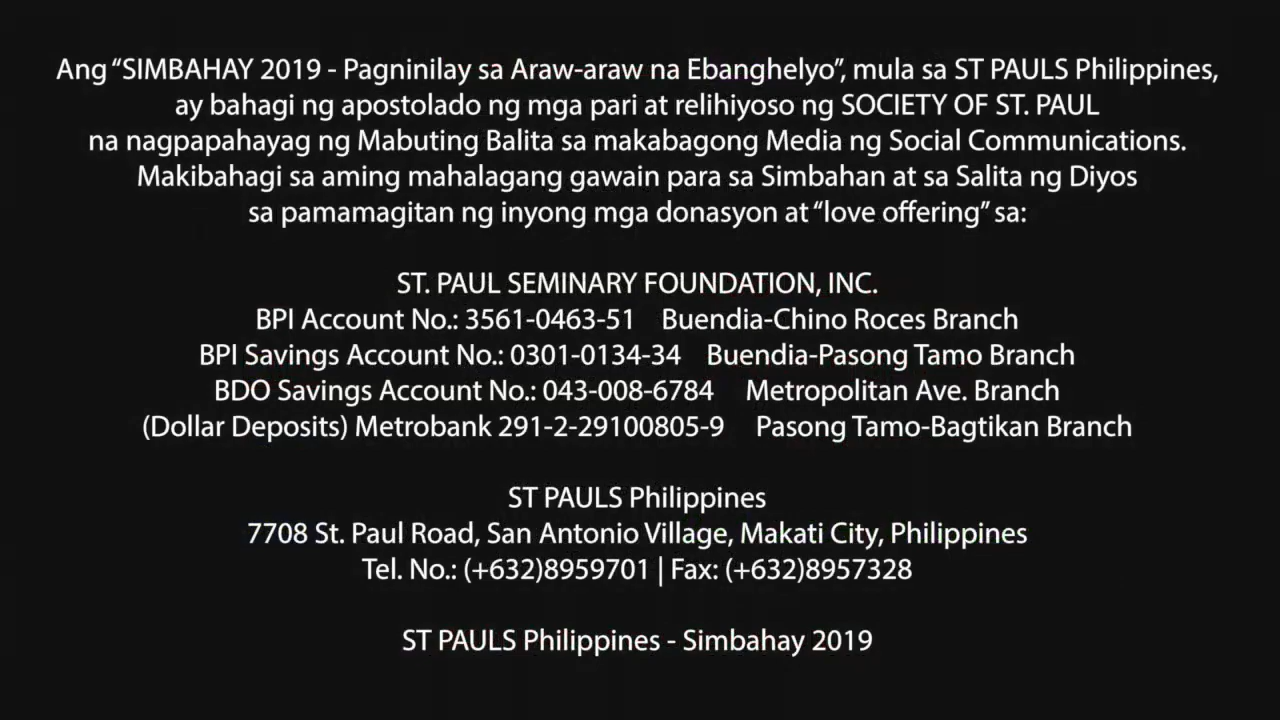 Ang “SIMBAHAY 2019 - Pagninilay sa Araw-araw na Ebanghelyo”, mula sa ST PAULS Philippines,
ay bahagi ng apostolado ng mga pari at relihiyoso ng SOCIETY OF ST. PAUL
na nagpapahayag ng Mabuting Balita sa makabagong Media ng Social Communications.
Makibahagi sa aming mahalagang gawain para sa Simbahan at sa Salita ng Diyos
sa pamamagitan ng inyong mga donasyon at “love offering” sa:
ST. PAUL SEMINARY FOUNDATION, INC.
BPI Account No.: 3561-0463-51 Buendia-Chino Roces Branch
BPI Savings Account No.: 0301-0134-34 Buendia-Pasong Tamo Branch
BDO Savings Account No.: 043-008-6784 Metropolitan Ave. Branch
(Dollar Deposits) Metrobank 291-2-29100805-9 Pasong Tamo-Bagtikan Branch
ST PAULS Philippines
7708 St. Paul Road, San Antonio Village, Makati City, Philippines
Tel. No.: (+632)8959701 | Fax: (+632)8957328
ST PAULS Philippines - Simbahay 2019